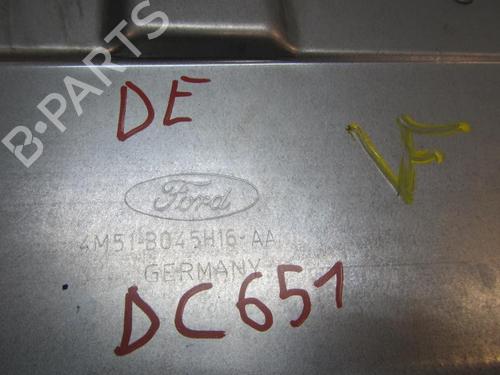 B-PARTS
DE
VF
Ford
4M51-B045H16-AA
GERMANY
DC651